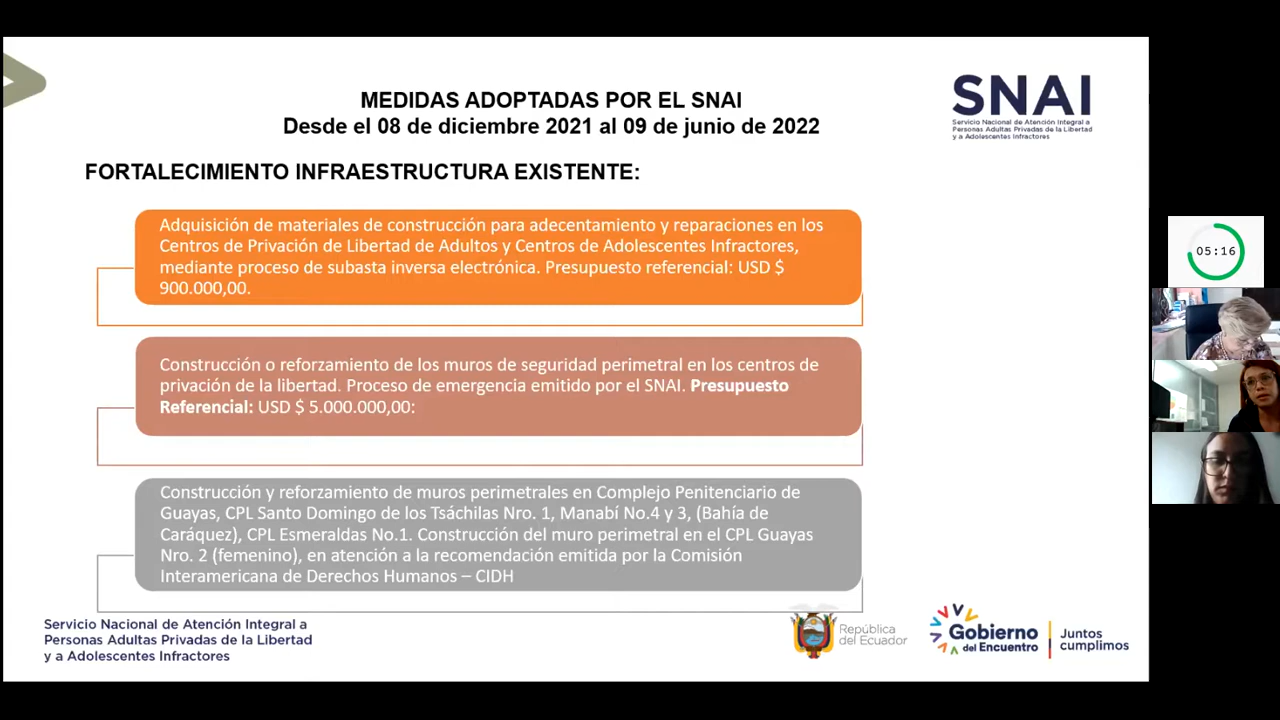 MEDIDAS ADOPTADAS POR EL SNAI
Desde el 08 de diciembre 2021 al 09 de junio de 2022
SNAI
Servicio Nacional de Atención Integral a
Personas Adultas Privadas de la Libertad
y a Adolescentes Infractores
FORTALECIMIENTO INFRAESTRUCTURA EXISTENTE:
Adquisición de materiales de construcción para adecentamiento y reparaciones en los
Centros de Privación de Libertad de Adultos y Centros de Adolescentes Infractores,
mediante proceso de subasta inversa electrónica. Presupuesto referencial: USD $
900.000,00.
05:16
Construcción o reforzamiento de los muros de seguridad perimetral en los centros de
privación de la libertad. Proceso de emergencia emitido por el SNAI. Presupuesto
Referencial: USD $ 5.000.000,00:
Construcción y reforzamiento de muros perimetrales en Complejo Penitenciario de
Guayas, CPL Santo Domingo de los Tsáchilas Nro. 1, Manabí No.4 y 3, (Bahía de
Caráquez), CPL Esmeraldas No.1. Construcción del muro perimetral en el CPL Guayas
Nro. 2 (femenino), en atención a la recomendación emitida por la Comisión
Interamericana de Derechos Humanos – CIDH
Servicio Nacional de Atención Integral a
Personas Adultas Privadas de la Libertad
y a Adolescentes Infractores
República
del Ecuador
Gobierno
del Encuentro
Juntos
cumplimos